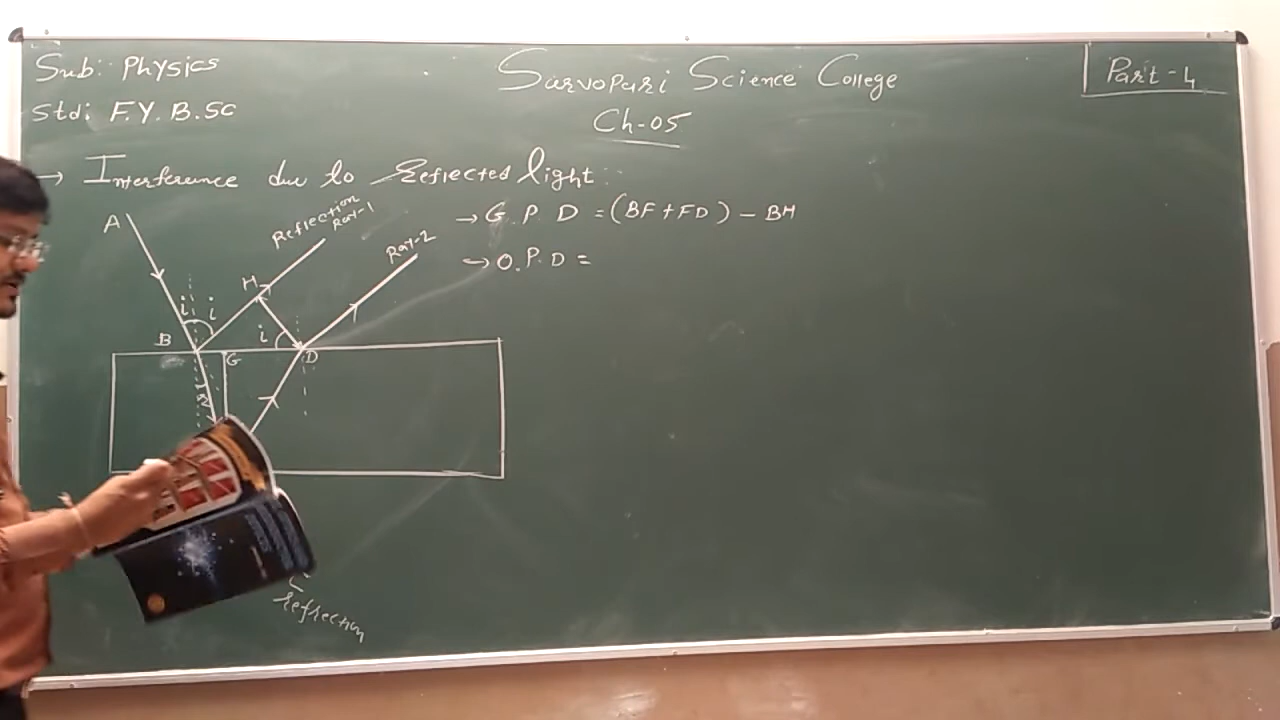 Sub: Physics
Std: F.Y. B.SC
Sarvopari Science College
Ch-05
Part-4
→ Interference due to Reflected light:
→ G.P.D = (BF+FD) - BH
→ O.P.D =
A
Reflection
Ray-1
Ray-2
H
i
i
i
B
G
D
r
refrection